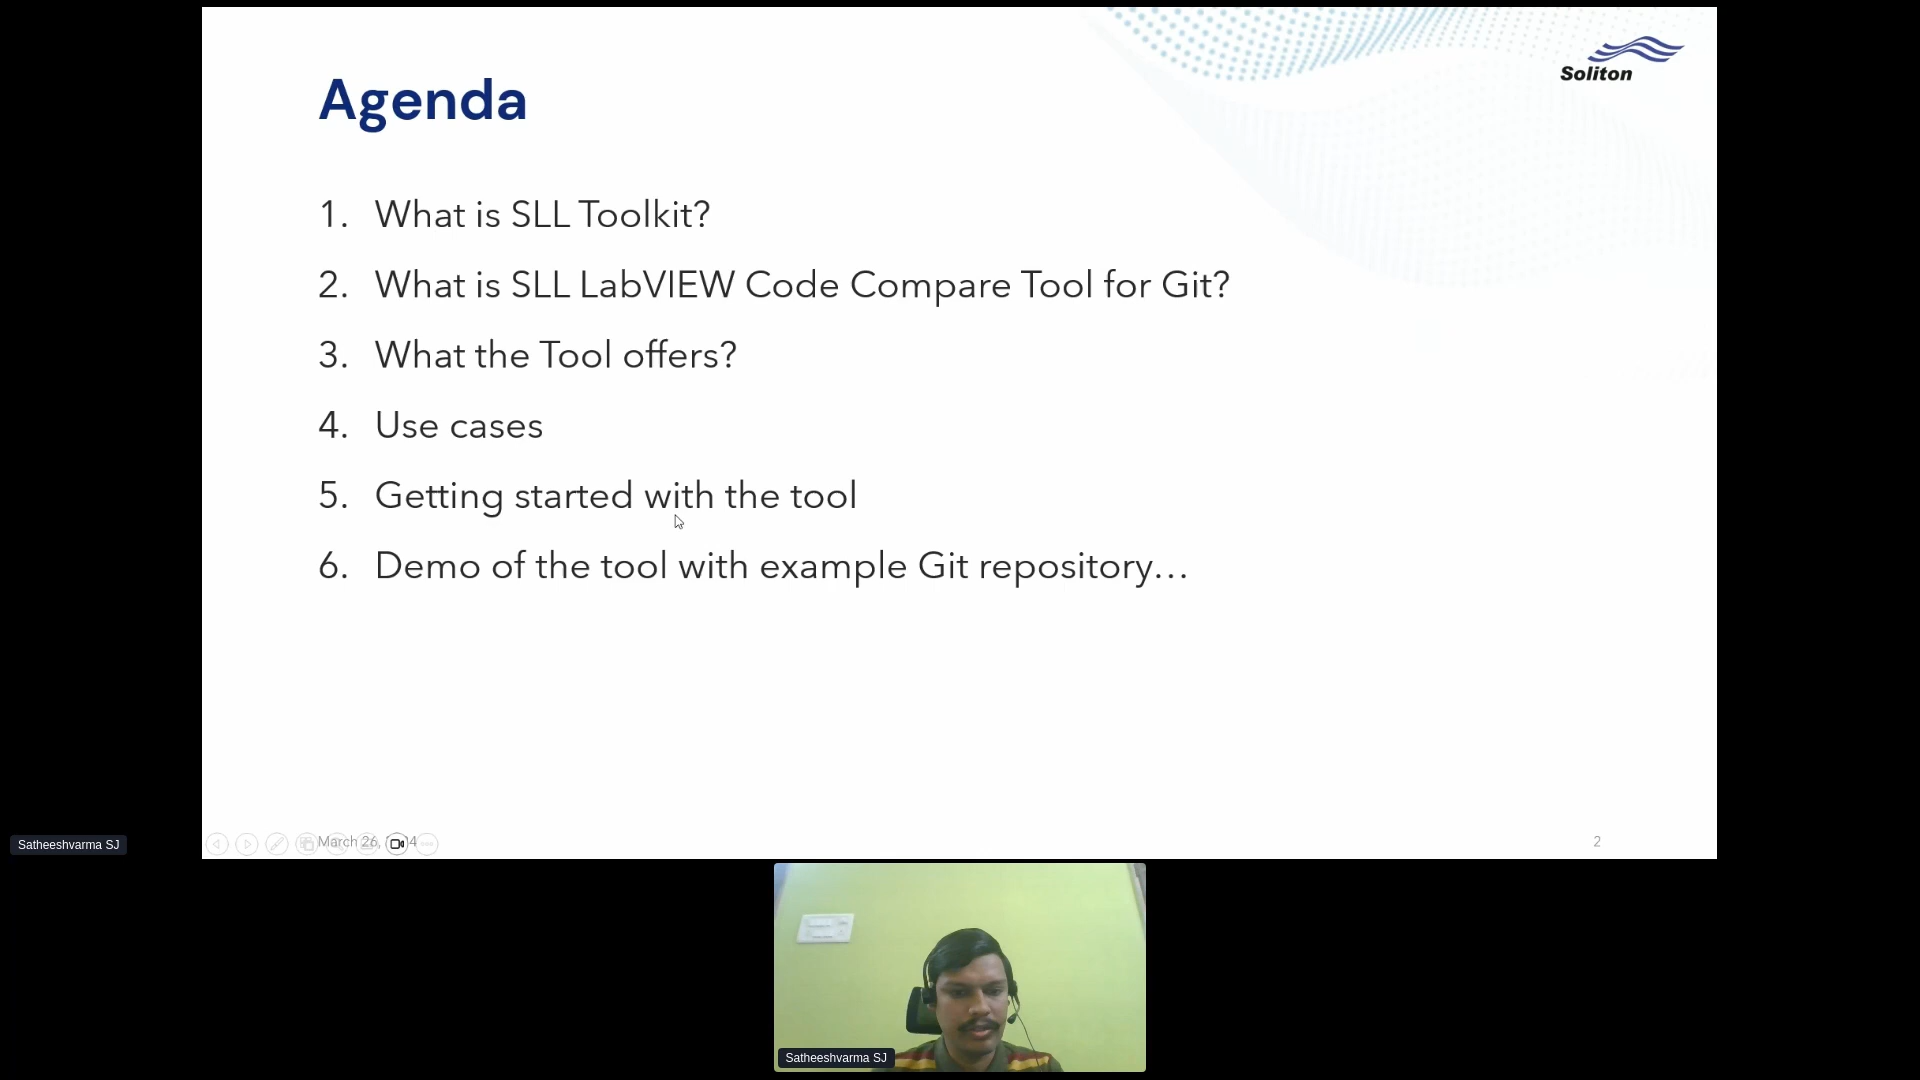 Soliton
Agenda
1. What is SLL Toolkit?
2. What is SLL LabVIEW Code Compare Tool for Git?
3. What the Tool offers?
4. Use cases
5. Getting started with the tool
6. Demo of the tool with example Git repository...
March 26,
2
Satheeshvarma SJ
Satheeshvarma SJ